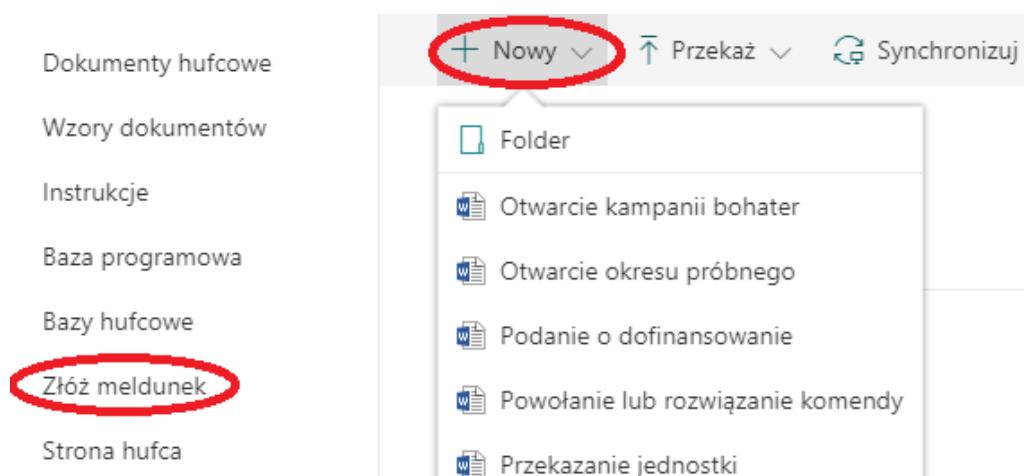 Dokumenty hufcowe
Wzory dokumentów
Instrukcje
Baza programowa
Bazy hufcowe
Złóż meldunek
Strona hufca
Nowy
Przekaż
Synchronizuj
Folder
Otwarcie kampanii bohater
Otwarcie okresu próbnego
Podanie o dofinansowanie
Powołanie lub rozwiązanie komendy
Przekazanie jednostki